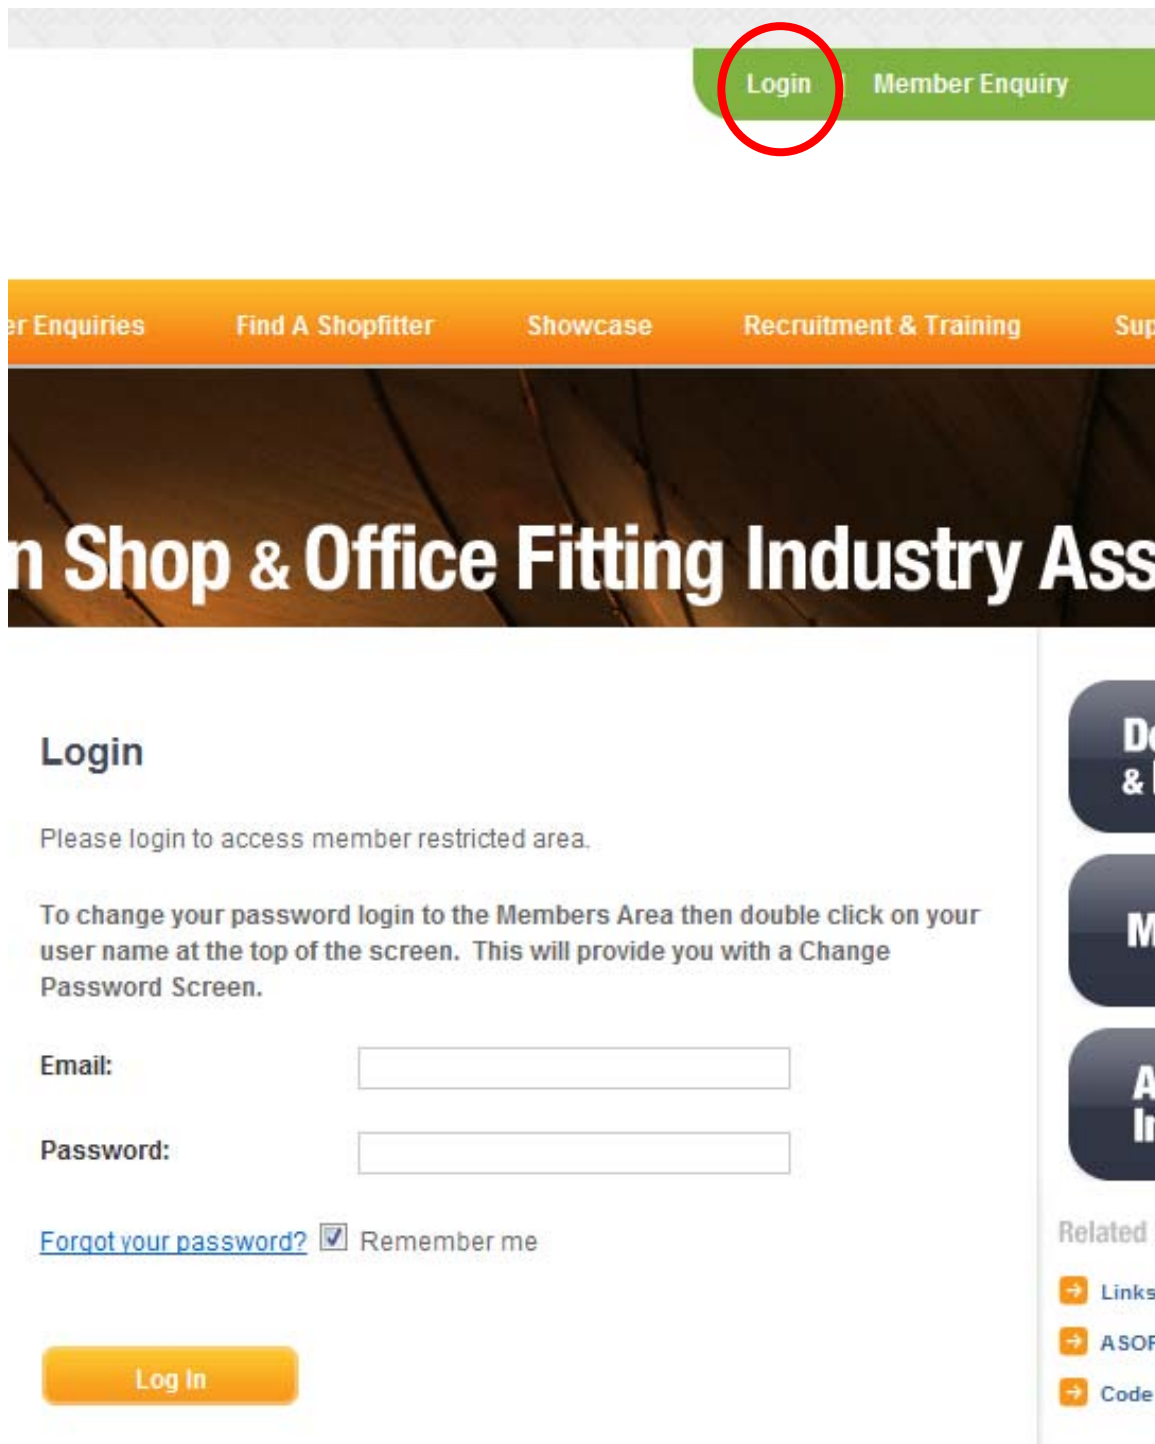 Login | Member Enquiry
er Enquiries Find A Shopfitter Showcase Recruitment & Training Sup
n Shop & Office Fitting Industry Ass
Login
Please login to access member restricted area.
To change your password login to the Members Area then double click on your
user name at the top of the screen. This will provide you with a Change
Password Screen.
Email:
Password:
Forgot your password? Remember me
Log In
De
&
M
A
In
Related
Links
ASOF
Code